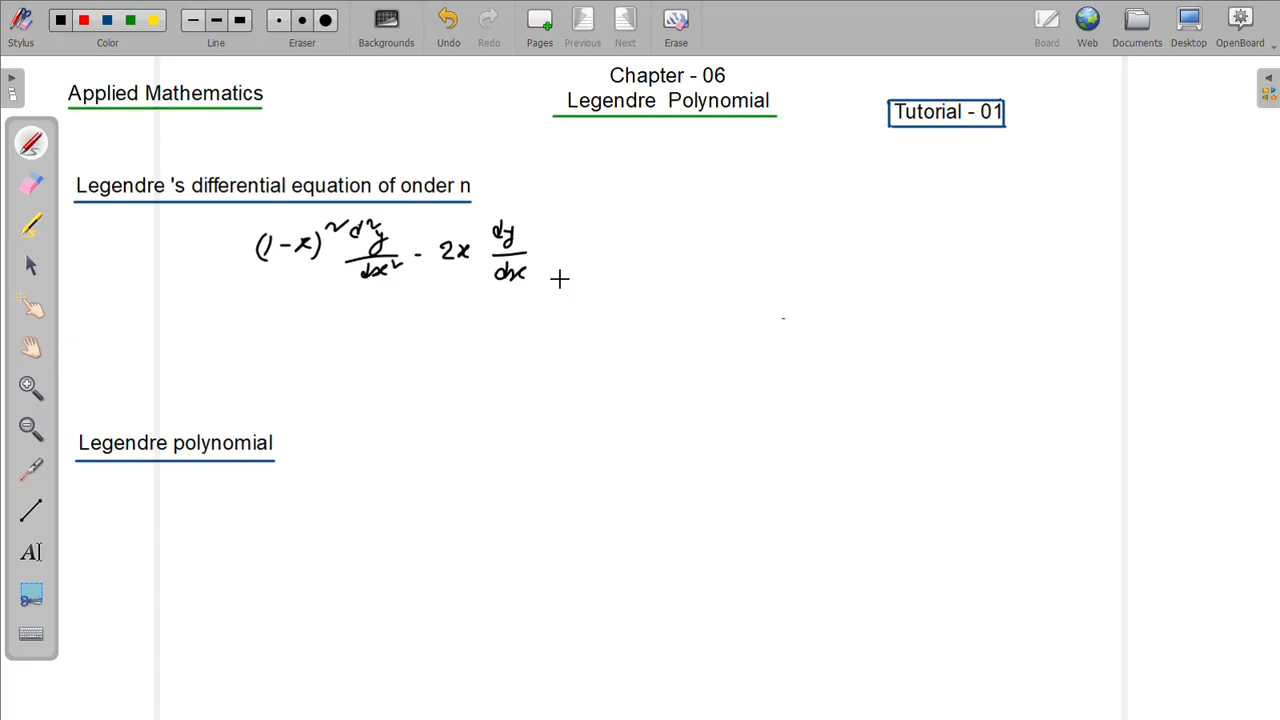 Stylus Color Line Eraser Backgrounds Undo Redo Pages Previous Next Erase Board Web Documents Desktop OpenBoard
Applied Mathematics
Chapter - 06
Legendre Polynomial
Tutorial - 01
Legendre 's differential equation of onder n
(1-x)² d²y/dx² - 2x dy/dx
Legendre polynomial